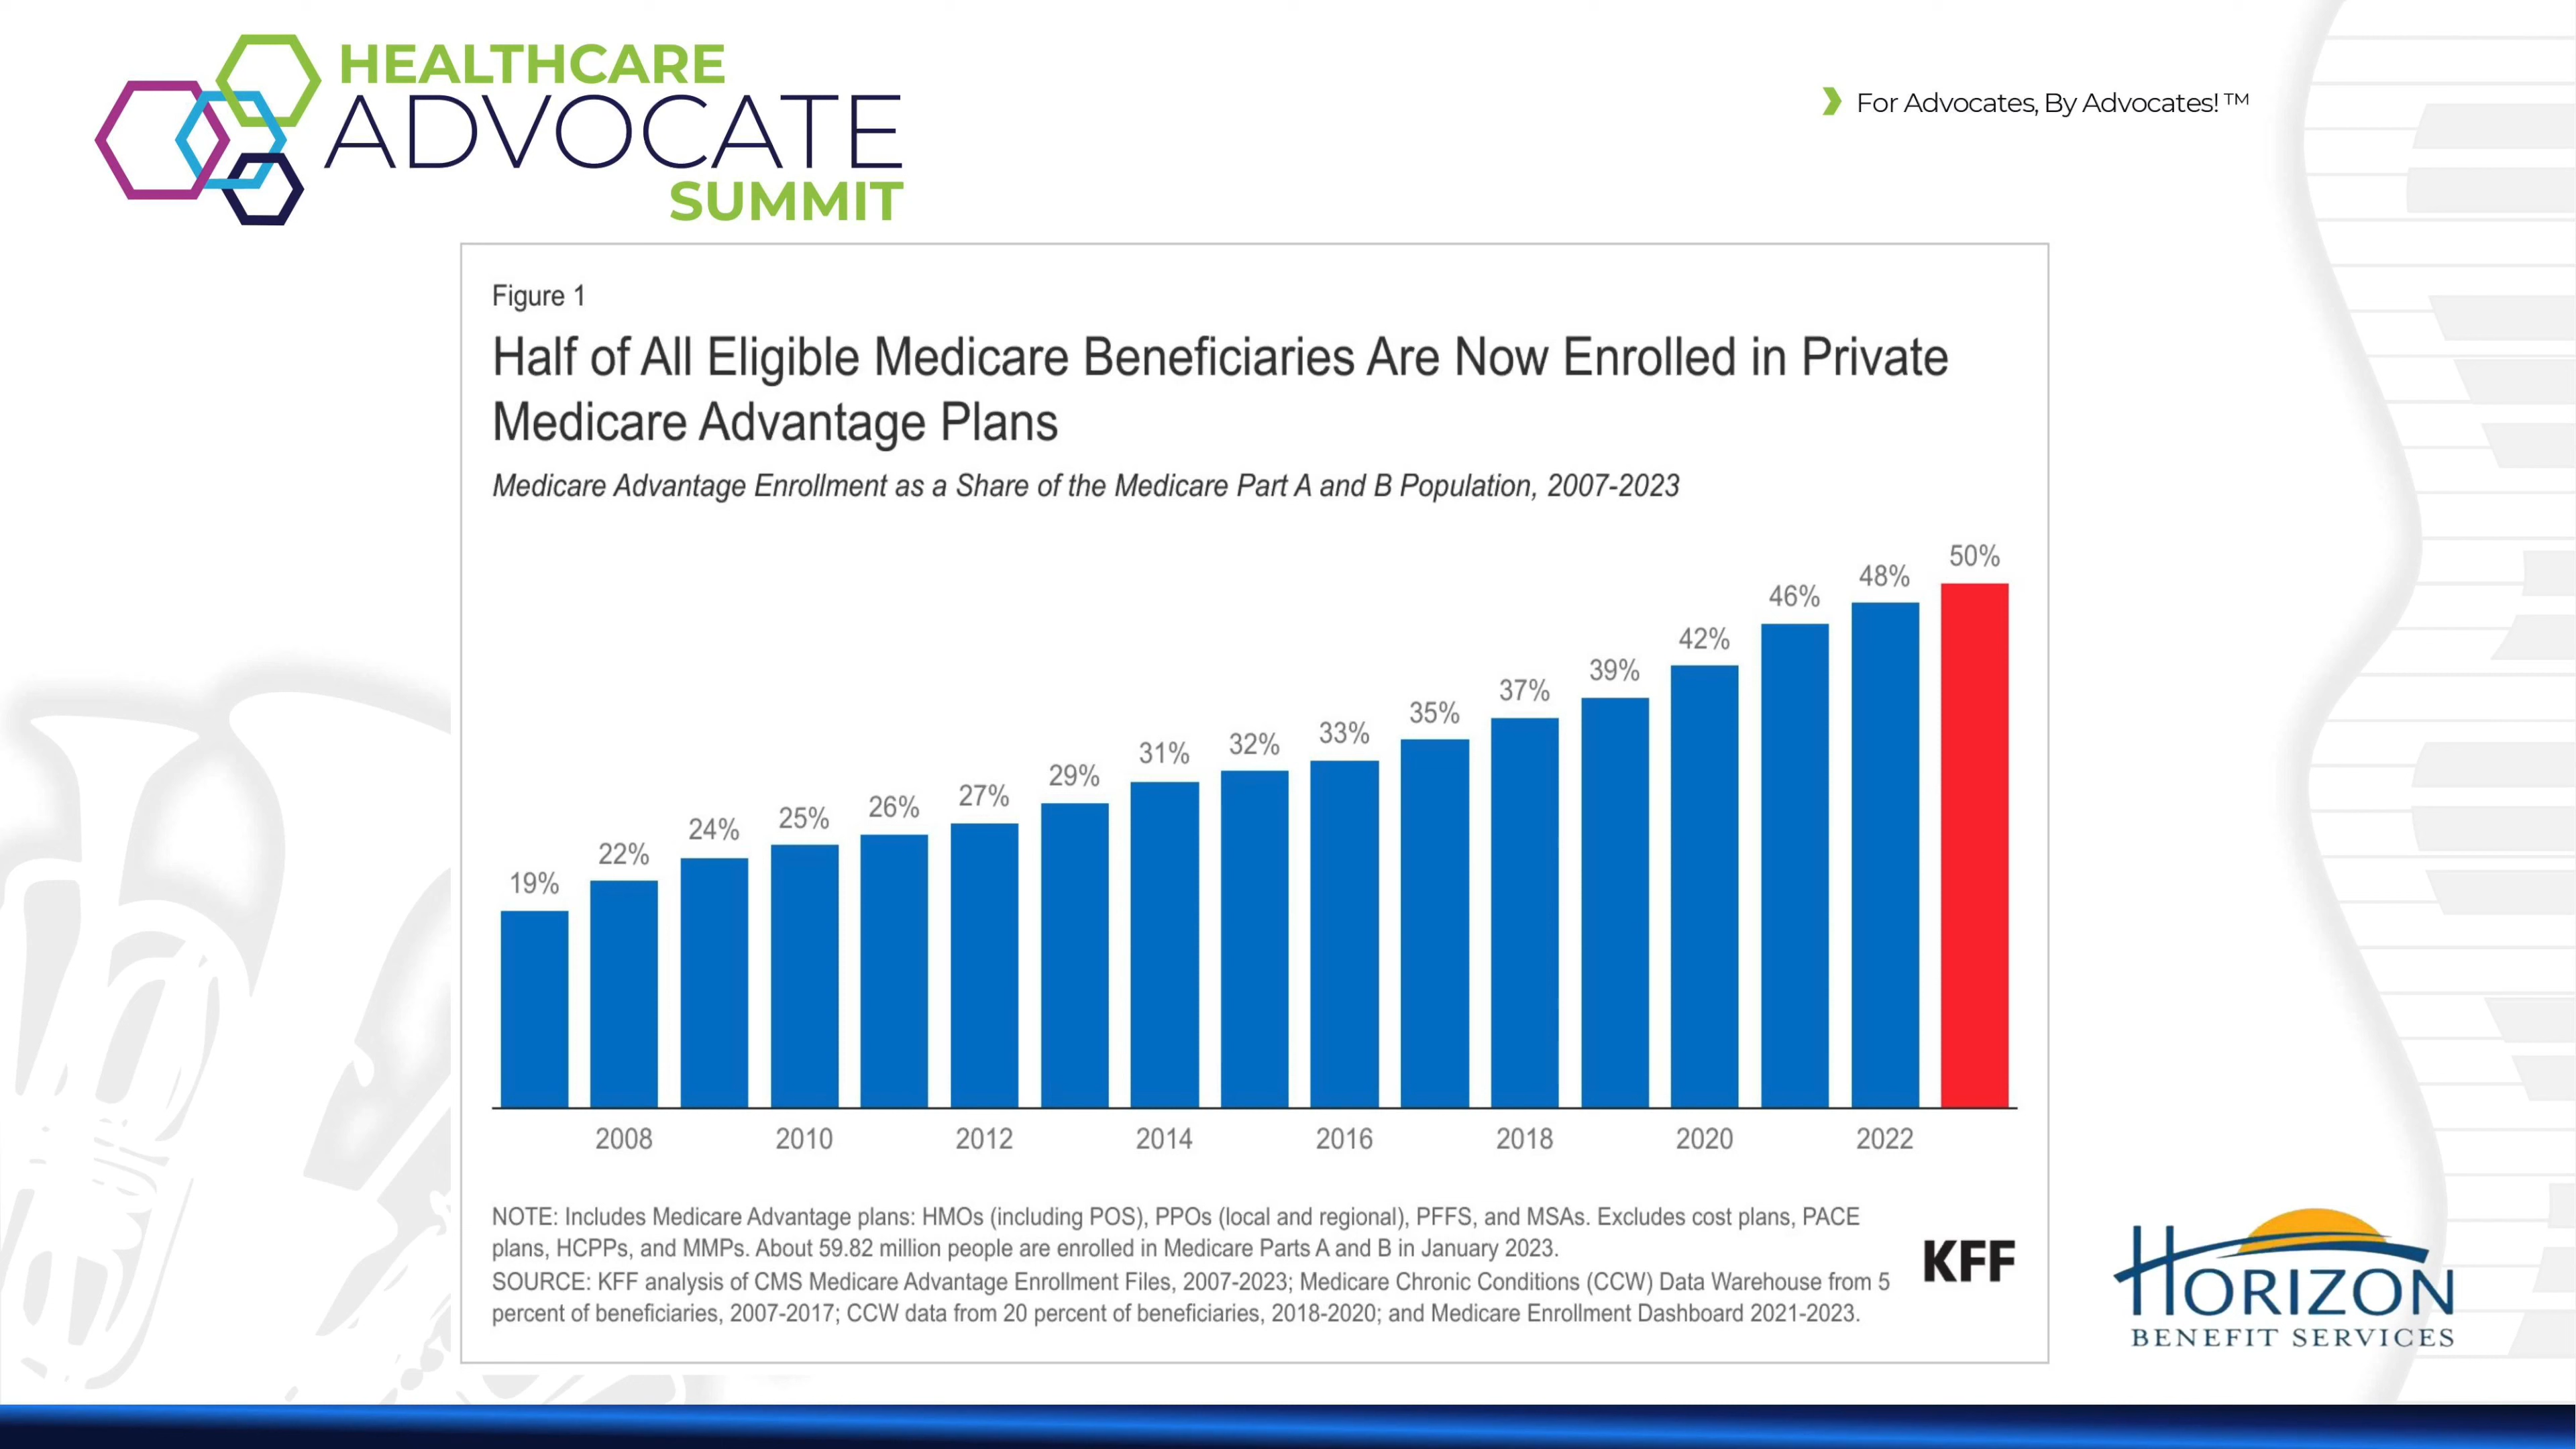 HEALTHCARE
ADVOCATE
SUMMIT
For Advocates, By Advocates!™
Figure 1
Half of All Eligible Medicare Beneficiaries Are Now Enrolled in Private
Medicare Advantage Plans
Medicare Advantage Enrollment as a Share of the Medicare Part A and B Population, 2007-2023
19%
22%
24%
25%
26%
27%
29%
31%
32%
33%
35%
37%
39%
42%
46%
48%
50%
2008
2010
2012
2014
2016
2018
2020
2022
NOTE: Includes Medicare Advantage plans: HMOs (including POS), PPOs (local and regional), PFFS, and MSAs. Excludes cost plans, PACE
plans, HCPPs, and MMPs. About 59.82 million people are enrolled in Medicare Parts A and B in January 2023.
SOURCE: KFF analysis of CMS Medicare Advantage Enrollment Files, 2007-2023; Medicare Chronic Conditions (CCW) Data Warehouse from 5
percent of beneficiaries, 2007-2017; CCW data from 20 percent of beneficiaries, 2018-2020; and Medicare Enrollment Dashboard 2021-2023.
KFF
HORIZON
BENEFIT SERVICES